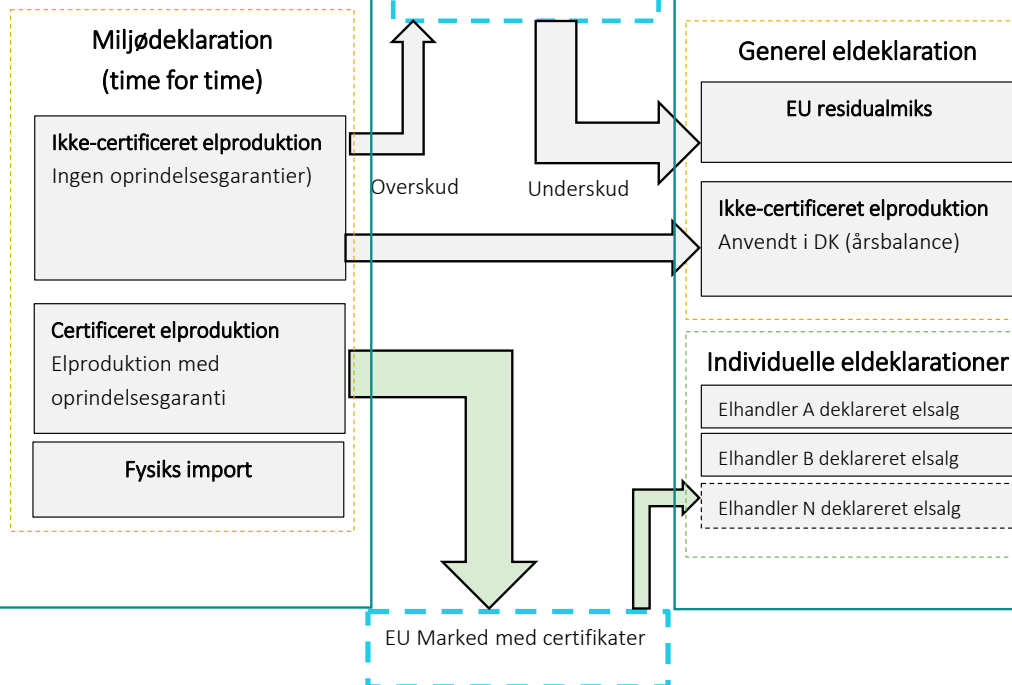 Miljødeklaration
(time for time)
Ikke-certificeret elproduktion
Ingen oprindelsesgarantier)
Certificeret elproduktion
Elproduktion med
oprindelsesgaranti
Fysiks import
Overskud
Underskud
EU Marked med certifikater
Generel eldeklaration
EU residualmiks
Ikke-certificeret elproduktion
Anvendt i DK (årsbalance)
Individuelle eldeklarationer
Elhandler A deklareret elsalg
Elhandler B deklareret elsalg
Elhandler N deklareret elsalg